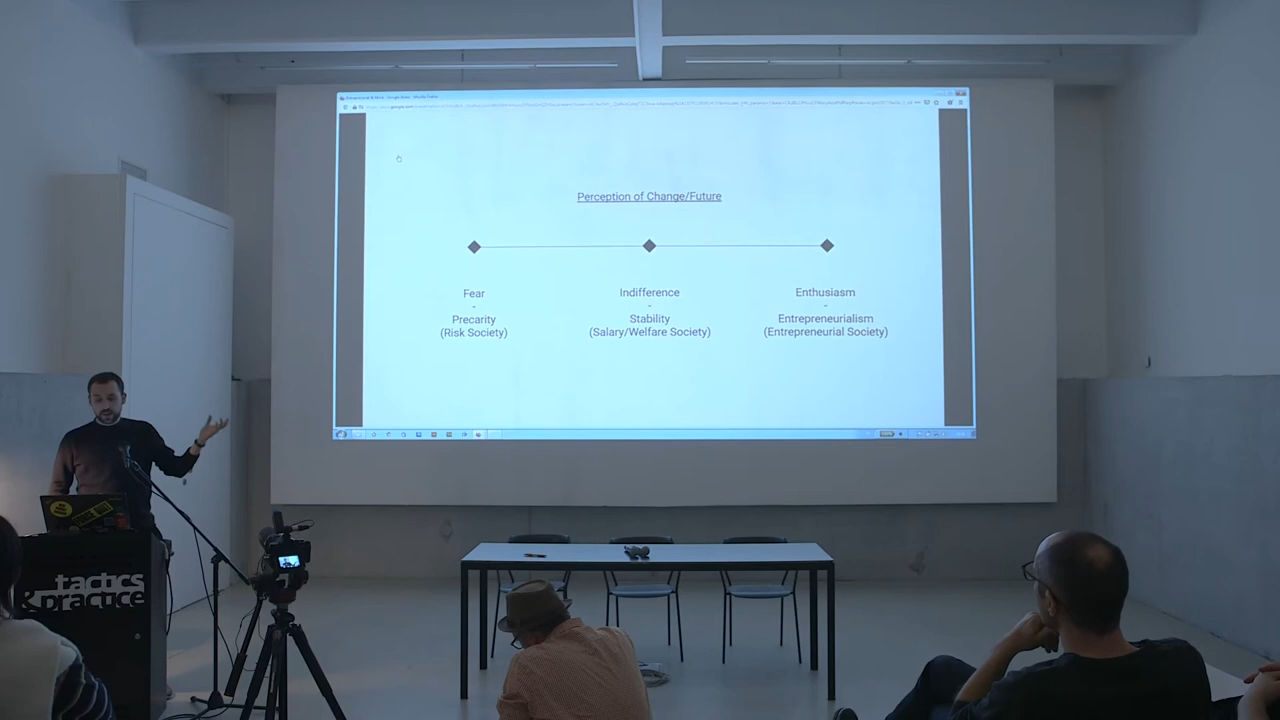 Perception of Change/Future
Fear
Indifference
Enthusiasm
-
-
-
Precarity
Stability
Entrepreneurialism
(Risk Society)
(Salary/Welfare Society)
(Entrepreneurial Society)
tactics
&practice